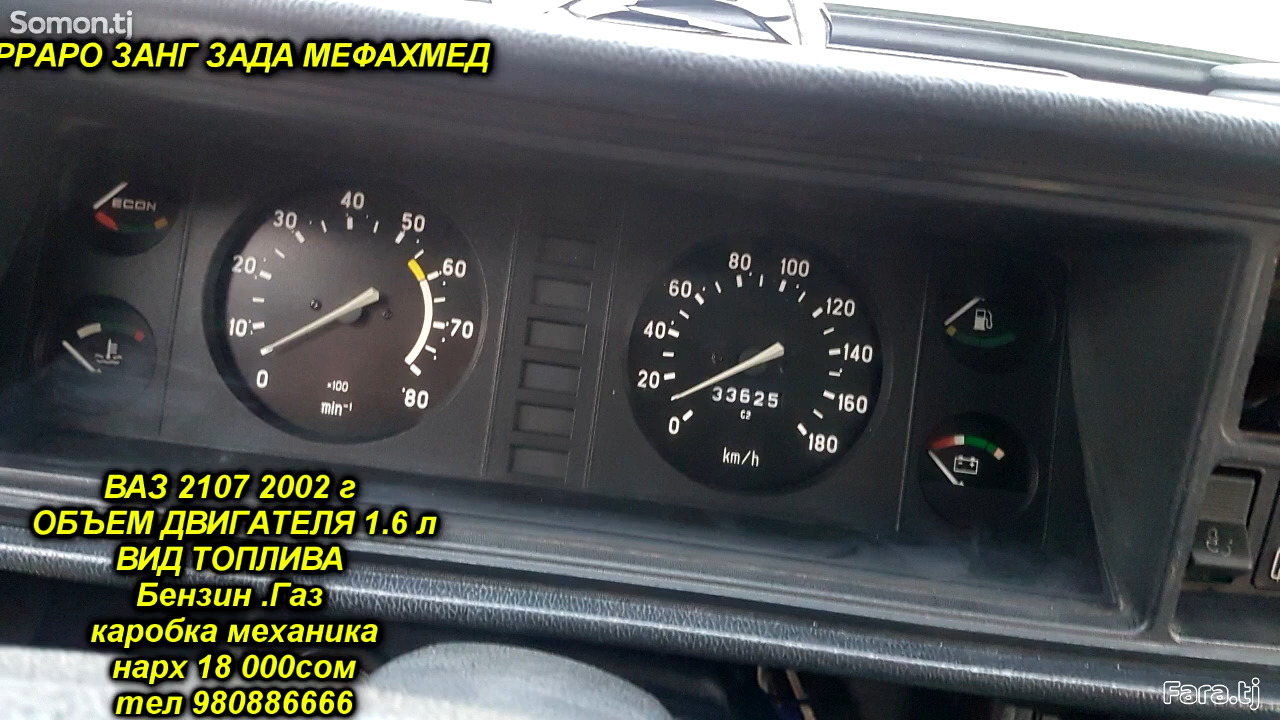 Somon.tj
РРАРО ЗАНГ ЗАДА МЕФАХМЕД
ECON
0 10 20 30 40 50 60 70 80
×100
min⁻¹
0 20 40 60 80 100 120 140 160 180
33625
km/h
ВАЗ 2107 2002 г
ОБЪЕМ ДВИГАТЕЛЯ 1.6 л
ВИД ТОПЛИВА
Бензин .Газ
каробка механика
нарх 18 000сом
тел 980886666
Fara.tj